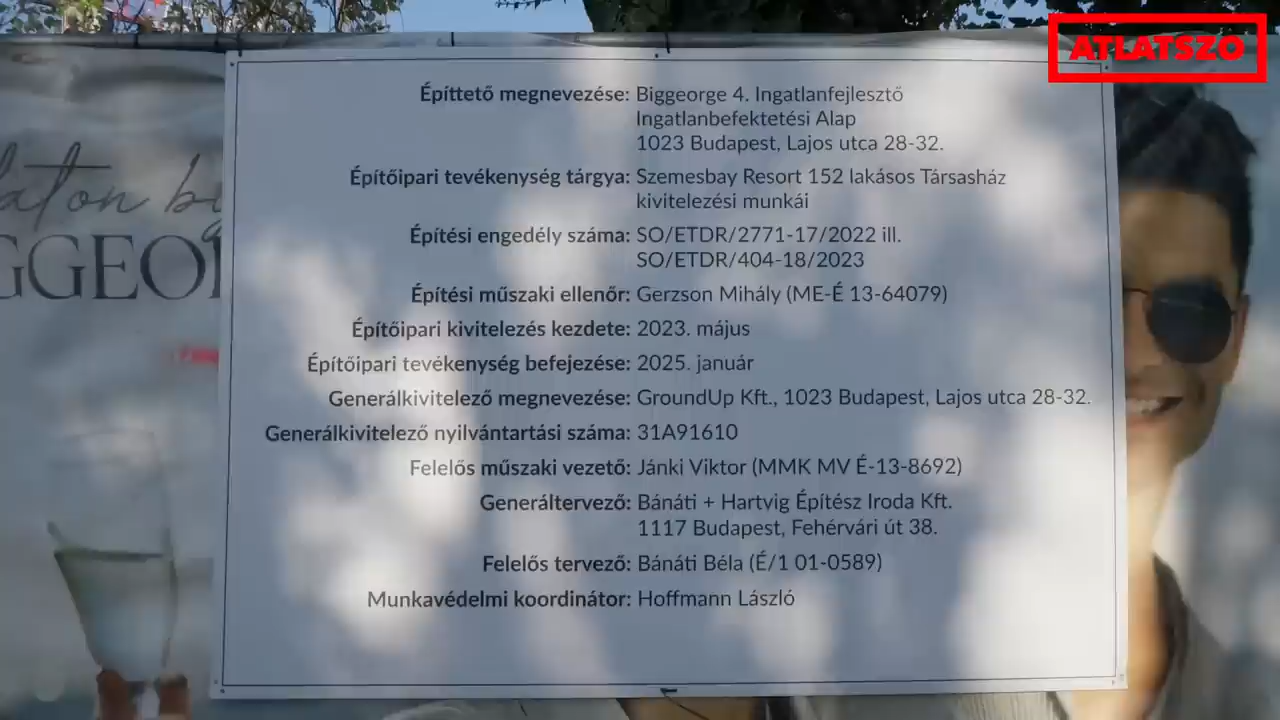 ATLATSZO
Építtető megnevezése: Biggeorge 4. Ingatlanfejlesztő
Ingatlanbefektetési Alap
1023 Budapest, Lajos utca 28-32.
Építőipari tevékenység tárgya: Szemesbay Resort 152 lakásos Társasház
kivitelezési munkái
Építési engedély száma: SO/ETDR/2771-17/2022 ill.
SO/ETDR/404-18/2023
Építési műszaki ellenőr: Gerzson Mihály (ME-É 13-64079)
Építőipari kivitelezés kezdete: 2023. május
Építőipari tevékenység befejezése: 2025. január
Generálkivitelező megnevezése: GroundUp Kft., 1023 Budapest, Lajos utca 28-32.
Generálkivitelező nyilvántartási száma: 31A91610
Felelős műszaki vezető: Jánki Viktor (MMK MV É-13-8692)
Generáltervező: Bánáti + Hartvig Építész Iroda Kft.
1117 Budapest, Fehérvári út 38.
Felelős tervező: Bánáti Béla (É/1 01-0589)
Munkavédelmi koordinátor: Hoffmann László